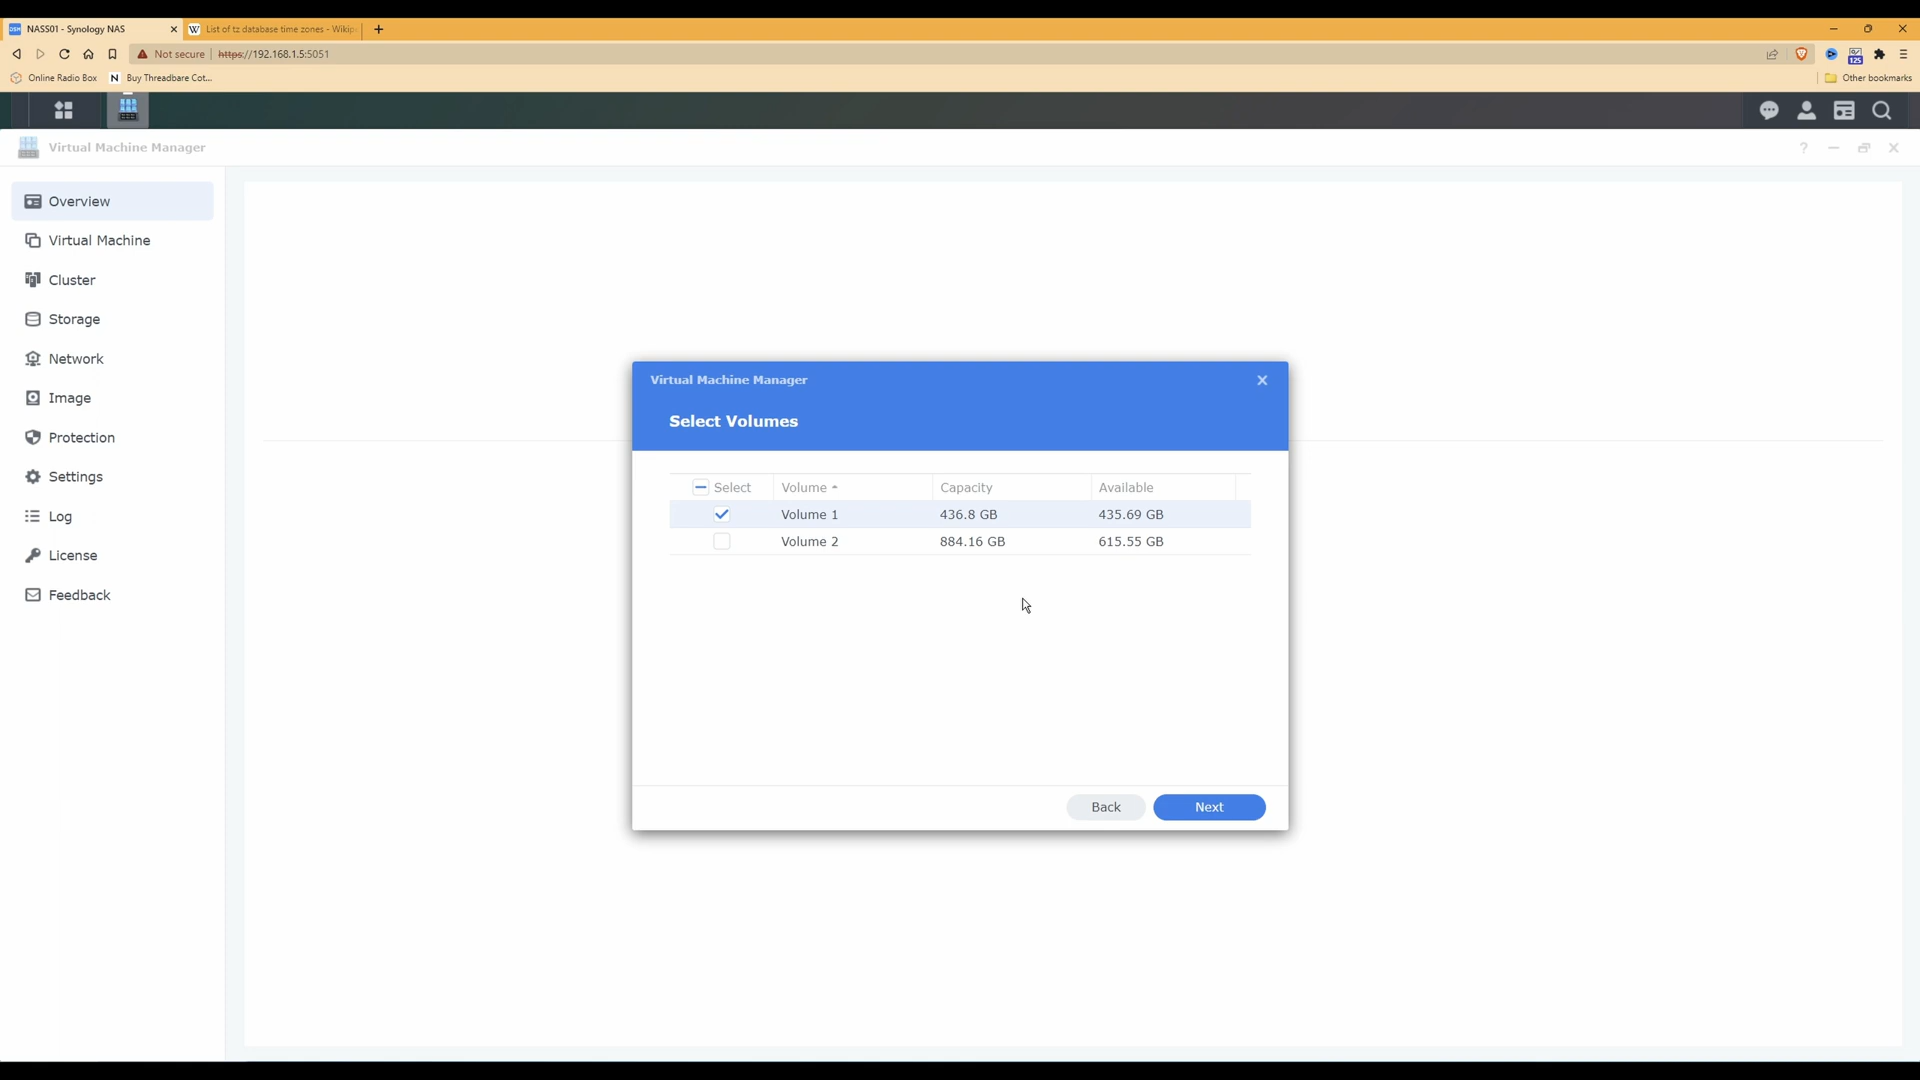 NASS01 - Synology NAS
List of tz database time zones - Wikip
Not secure
https://192.168.1.5:5051
125
Online Radio Box
N Buy Threadbare Cot...
Other bookmarks
Virtual Machine Manager
Overview
Virtual Machine
Cluster
Storage
Network
Image
Protection
Settings
Log
License
Feedback
Virtual Machine Manager
Select Volumes
Select Volume Capacity Available
Volume 1 436.8 GB 435.69 GB
Volume 2 884.16 GB 615.55 GB
Back Next